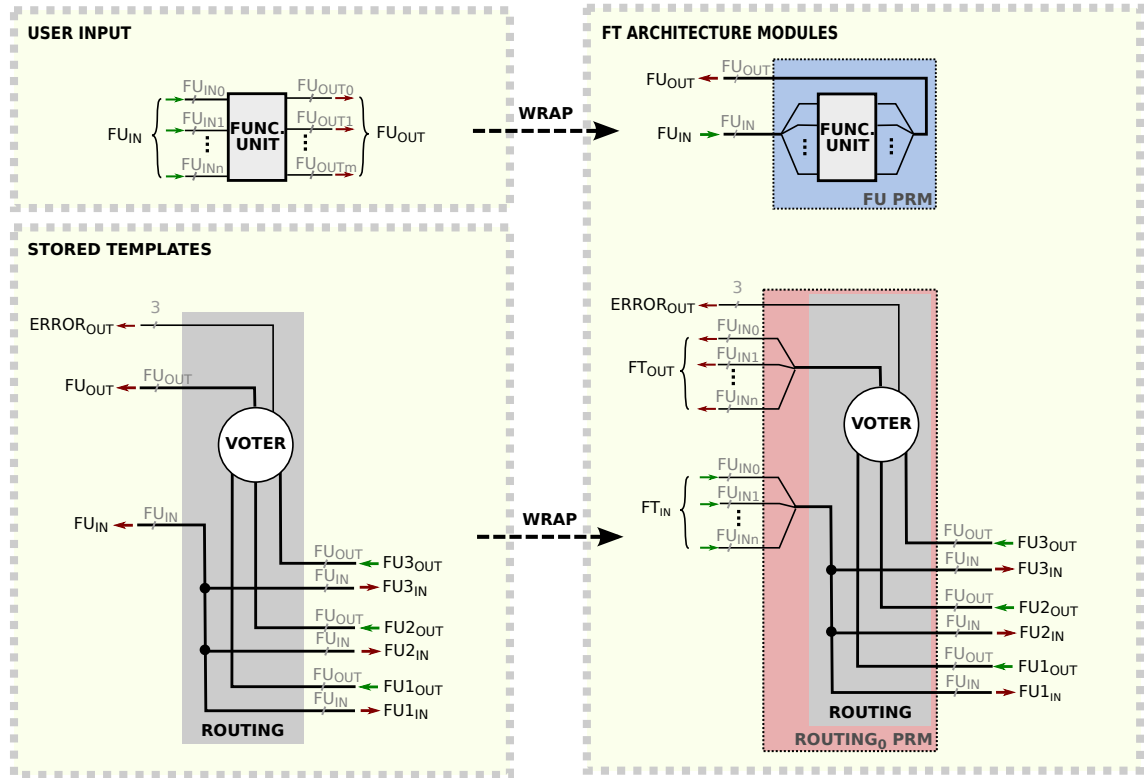 USER INPUT
FU_IN0
FU_IN1
FU_INn
FU_IN
FUNC. UNIT
FU_OUT0
FU_OUT1
FU_OUTm
FU_OUT
WRAP
FT ARCHITECTURE MODULES
FU_OUT
FU_OUT
FU_IN
FU_IN
FUNC. UNIT
FU PRM
STORED TEMPLATES
3
ERROR_OUT
FU_OUT
FU_OUT
VOTER
FU_IN
FU_IN
FU_OUT
FU3_OUT
FU_IN
FU3_IN
FU_OUT
FU2_OUT
FU_IN
FU2_IN
FU_OUT
FU1_OUT
FU_IN
FU1_IN
ROUTING
WRAP
3
ERROR_OUT
FU_IN0
FU_IN1
FU_INn
FT_OUT
VOTER
FU_IN0
FU_IN1
FU_INn
FT_IN
FU_OUT
FU3_OUT
FU_IN
FU3_IN
FU_OUT
FU2_OUT
FU_IN
FU2_IN
FU_OUT
FU1_OUT
FU_IN
FU1_IN
ROUTING
ROUTING_0 PRM